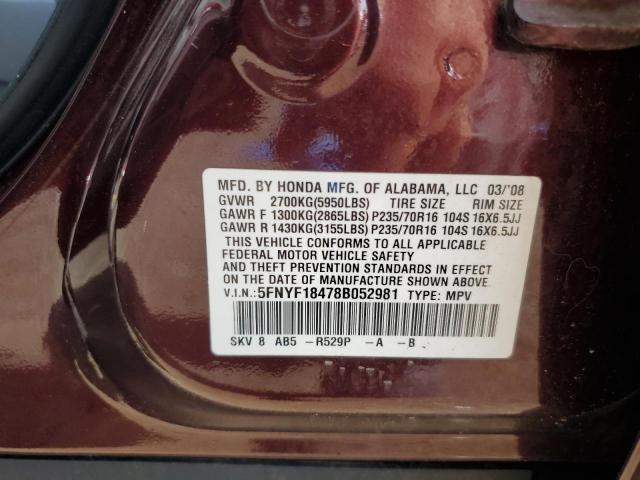 MFD. BY HONDA MFG. OF ALABAMA, LLC 03/'08
GVWR 2700KG(5950LBS) TIRE SIZE RIM SIZE
GAWR F 1300KG(2865LBS) P235/70R16 104S 16X6.5JJ
GAWR R 1430KG(3155LBS) P235/70R16 104S 16X6.5JJ
THIS VEHICLE CONFORMS TO ALL APPLICABLE
FEDERAL MOTOR VEHICLE SAFETY
AND THEFT PREVENTION STANDARDS IN EFFECT
ON THE DATE OF MANUFACTURE SHOWN ABOVE.
V.I.N.: 5FNYF18478B052981 TYPE: MPV
SKV 8 AB5 -R529P -A -B